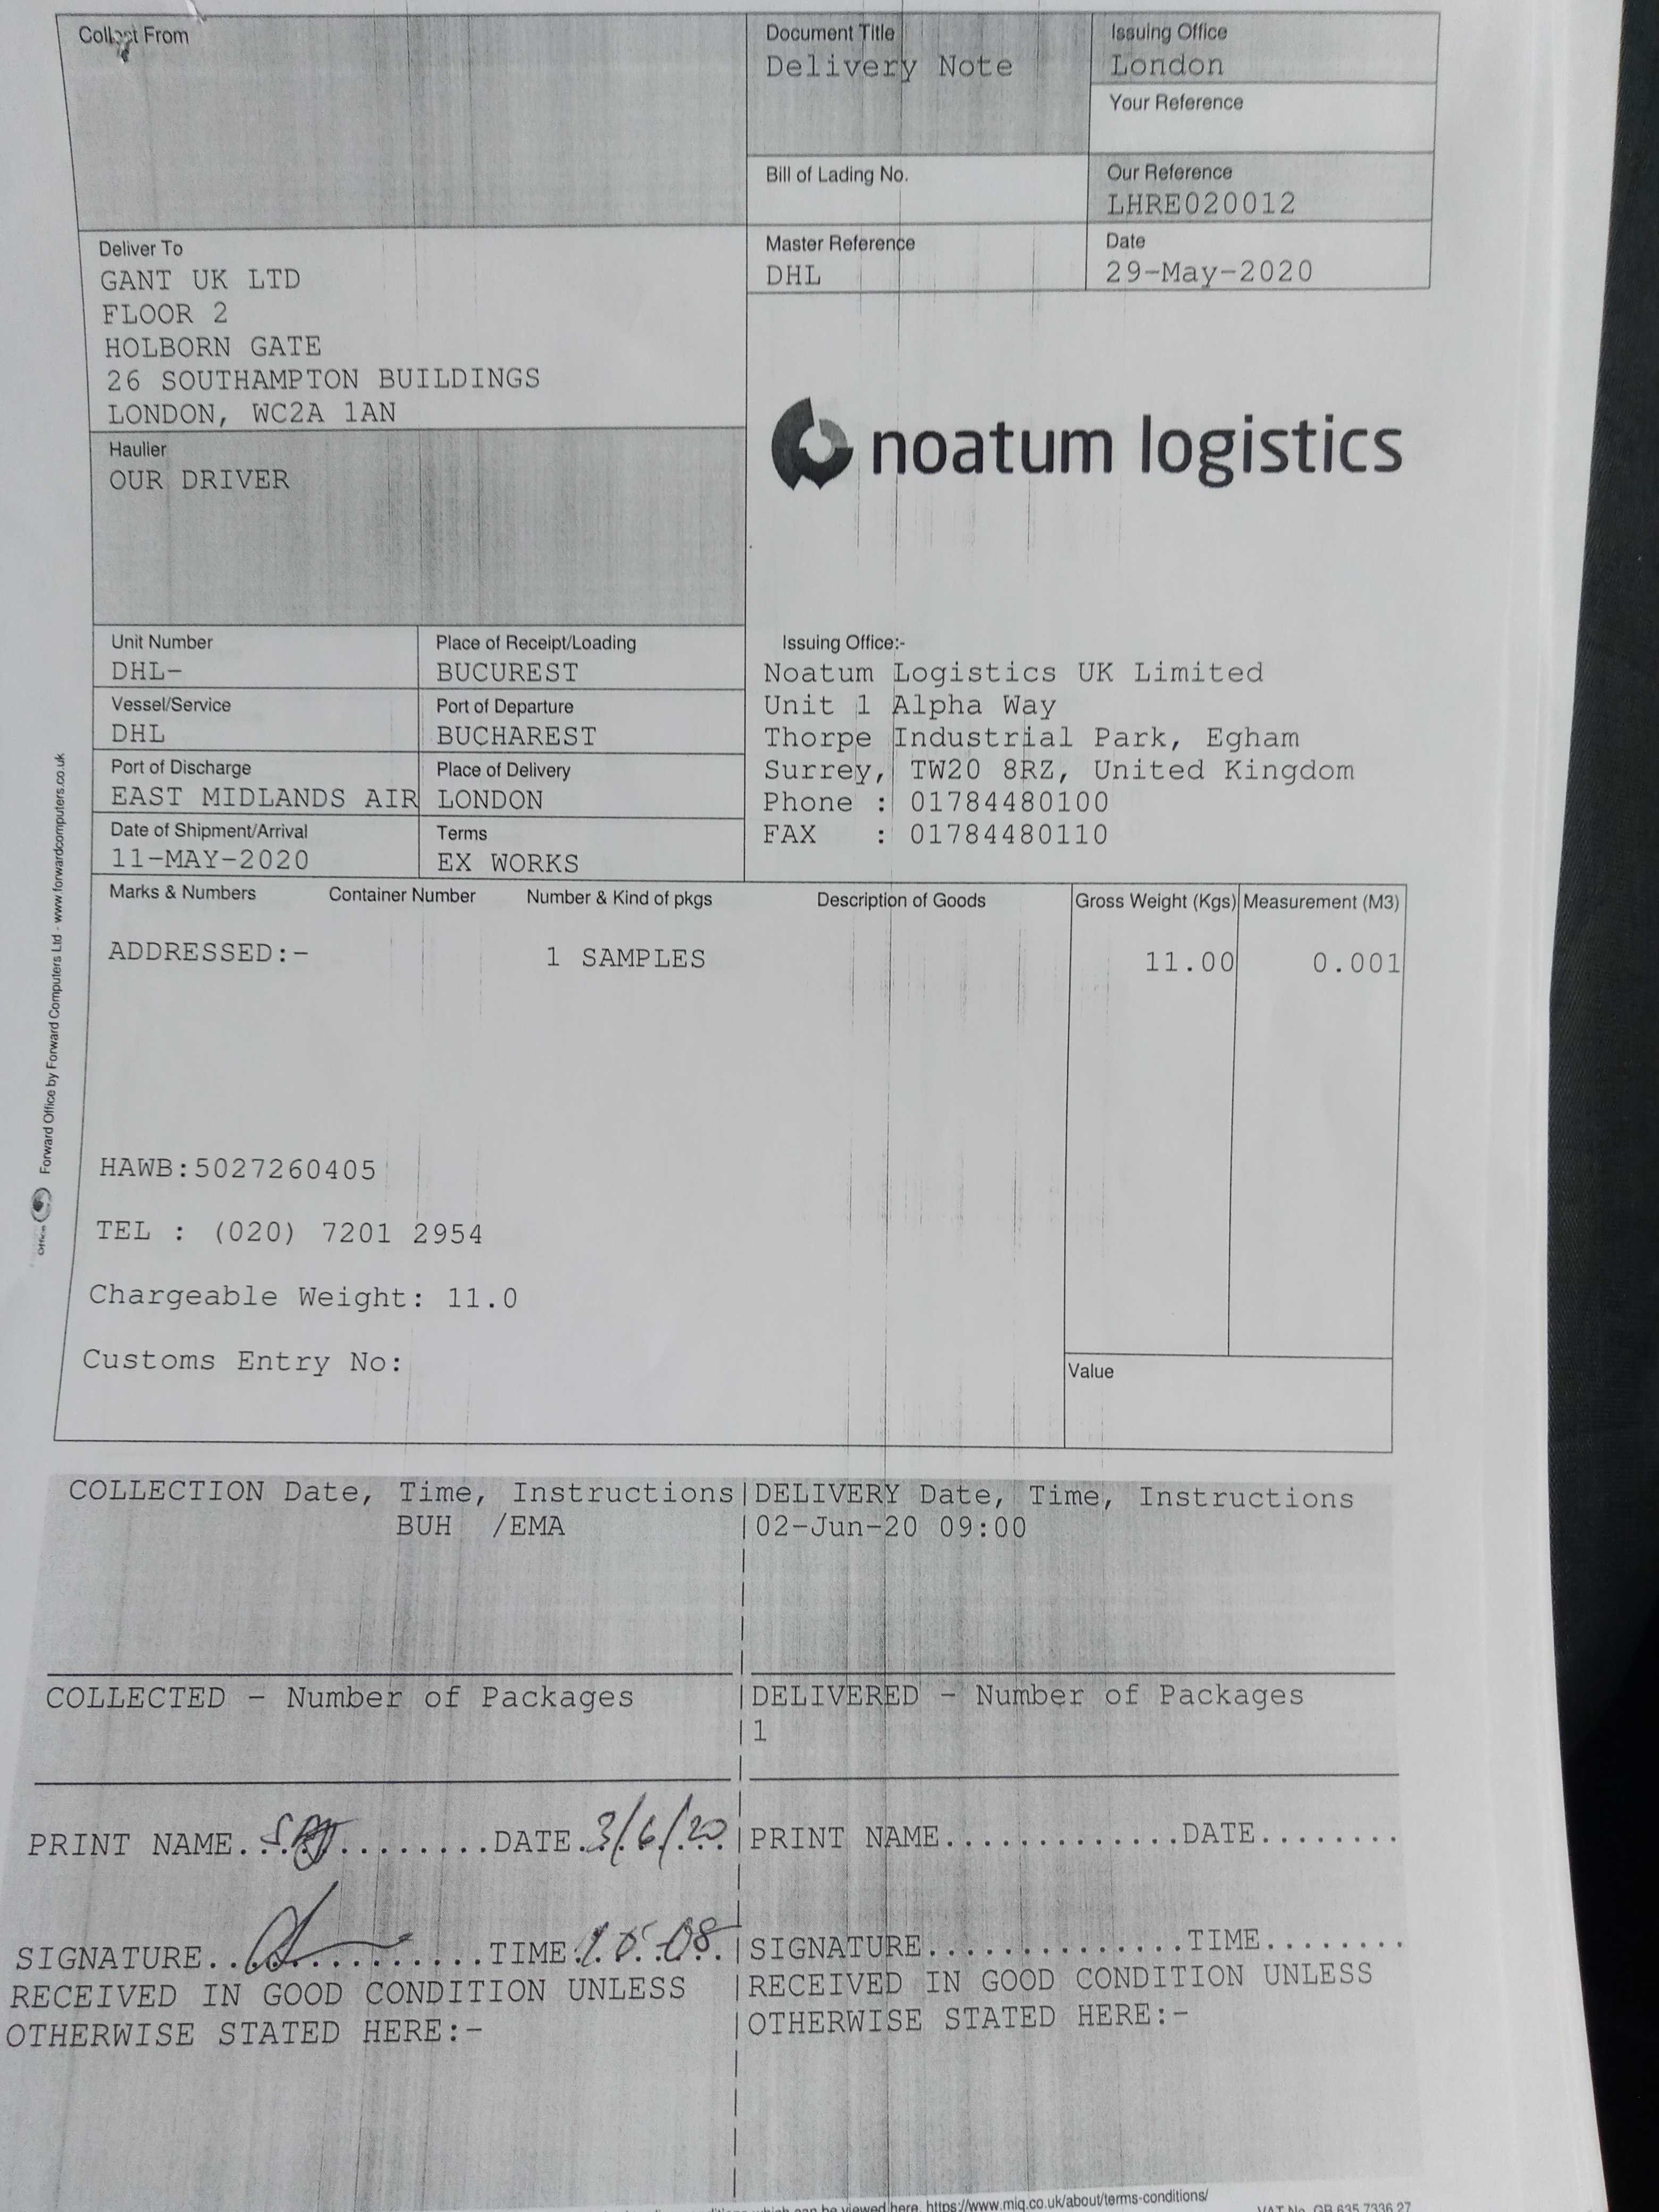 Collect From
Document Title
Delivery Note
Issuing Office
London
Your Reference
Bill of Lading No.
Our Reference
LHRE020012
Deliver To
GANT UK LTD
FLOOR 2
HOLBORN GATE
26 SOUTHAMPTON BUILDINGS
LONDON, WC2A 1AN
Master Reference
DHL
Date
29-May-2020
noatum logistics
Haulier
OUR DRIVER
Unit Number
DHL-
Place of Receipt/Loading
BUCUREST
Vessel/Service
DHL
Port of Departure
BUCHAREST
Port of Discharge
EAST MIDLANDS AIR
Place of Delivery
LONDON
Date of Shipment/Arrival
11-MAY-2020
Terms
EX WORKS
Issuing Office:-
Noatum Logistics UK Limited
Unit 1 Alpha Way
Thorpe Industrial Park, Egham
Surrey, TW20 8RZ, United Kingdom
Phone : 01784480100
FAX : 01784480110
Marks & Numbers Container Number Number & Kind of pkgs Description of Goods Gross Weight (Kgs) Measurement (M3)
ADDRESSED:- 1 SAMPLES 11.00 0.001
HAWB:5027260405
TEL : (020) 7201 2954
Chargeable Weight: 11.0
Customs Entry No:
Value
Office Forward Office by Forward Computers Ltd - www.forwardcomputers.co.uk
COLLECTION Date, Time, Instructions|DELIVERY Date, Time, Instructions
BUH /EMA |02-Jun-20 09:00
COLLECTED - Number of Packages |DELIVERED - Number of Packages
|1
PRINT NAME..................DATE.3/6/20 |PRINT NAME.............DATE........
SIGNATURE...............TIME. |SIGNATURE..............TIME........
RECEIVED IN GOOD CONDITION UNLESS |RECEIVED IN GOOD CONDITION UNLESS
OTHERWISE STATED HERE:- |OTHERWISE STATED HERE:-
which can be viewed here. https://www.miq.co.uk/about/terms-conditions/
VAT No. GB 635 7336 27